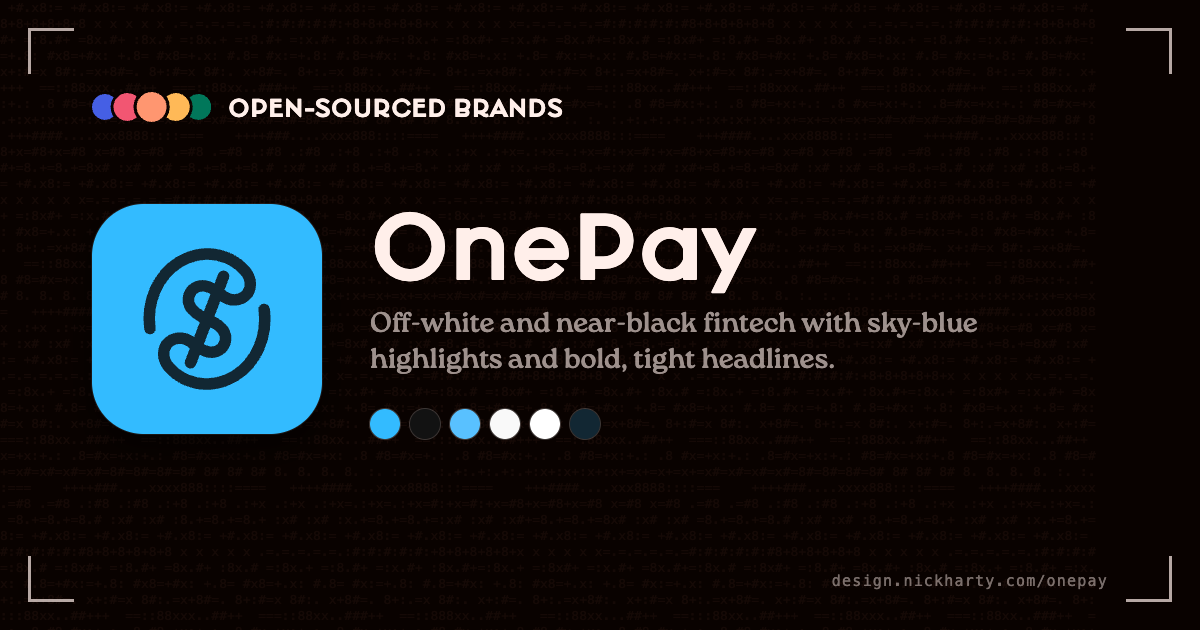 OPEN-SOURCED BRANDS
OnePay
Off-white and near-black fintech with sky-blue
highlights and bold, tight headlines.
design.nickharty.com/onepay